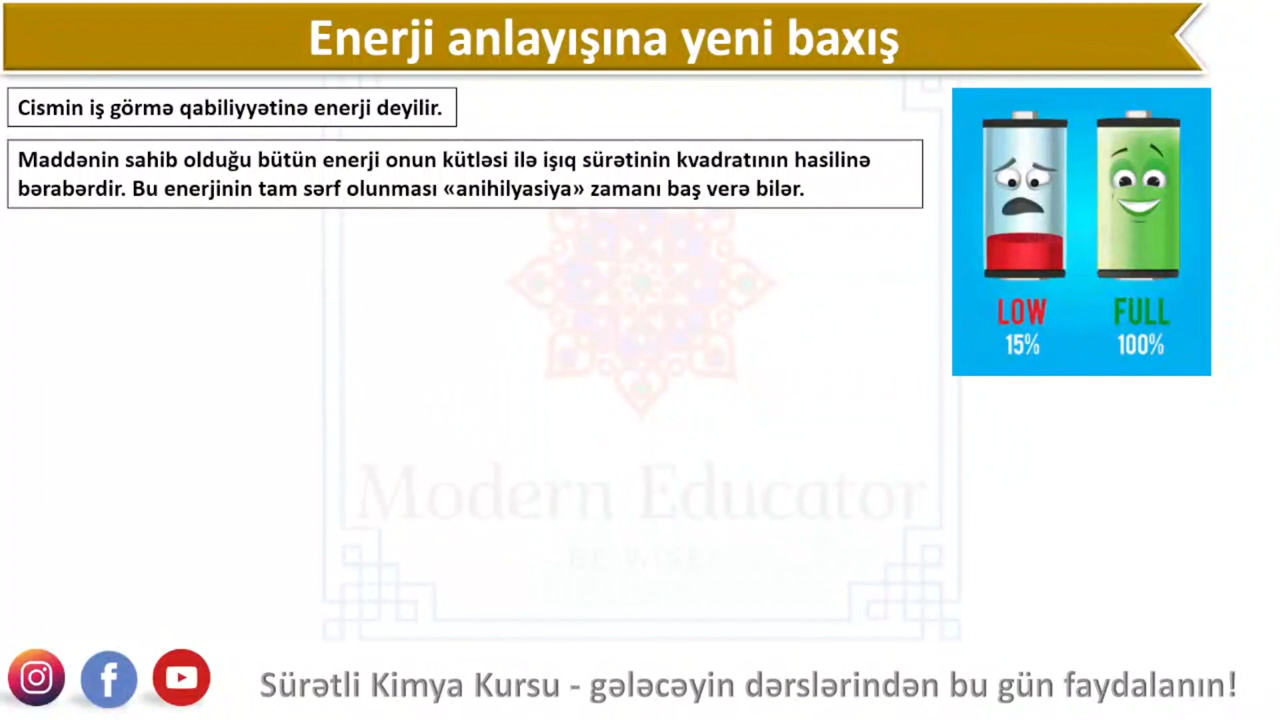 Enerji anlayışına yeni baxış
Cismin iş görmə qabiliyyətinə enerji deyilir.
Maddənin sahib olduğu bütün enerji onun kütləsi ilə işıq sürətinin kvadratının hasilinə
bərabərdir. Bu enerjinin tam sərf olunması «anihilyasiya» zamanı baş verə bilər.
LOW
15%
FULL
100%
Modern Educator
BE WISE
Sürətli Kimya Kursu - gələcəyin dərslərindən bu gün faydalanın!